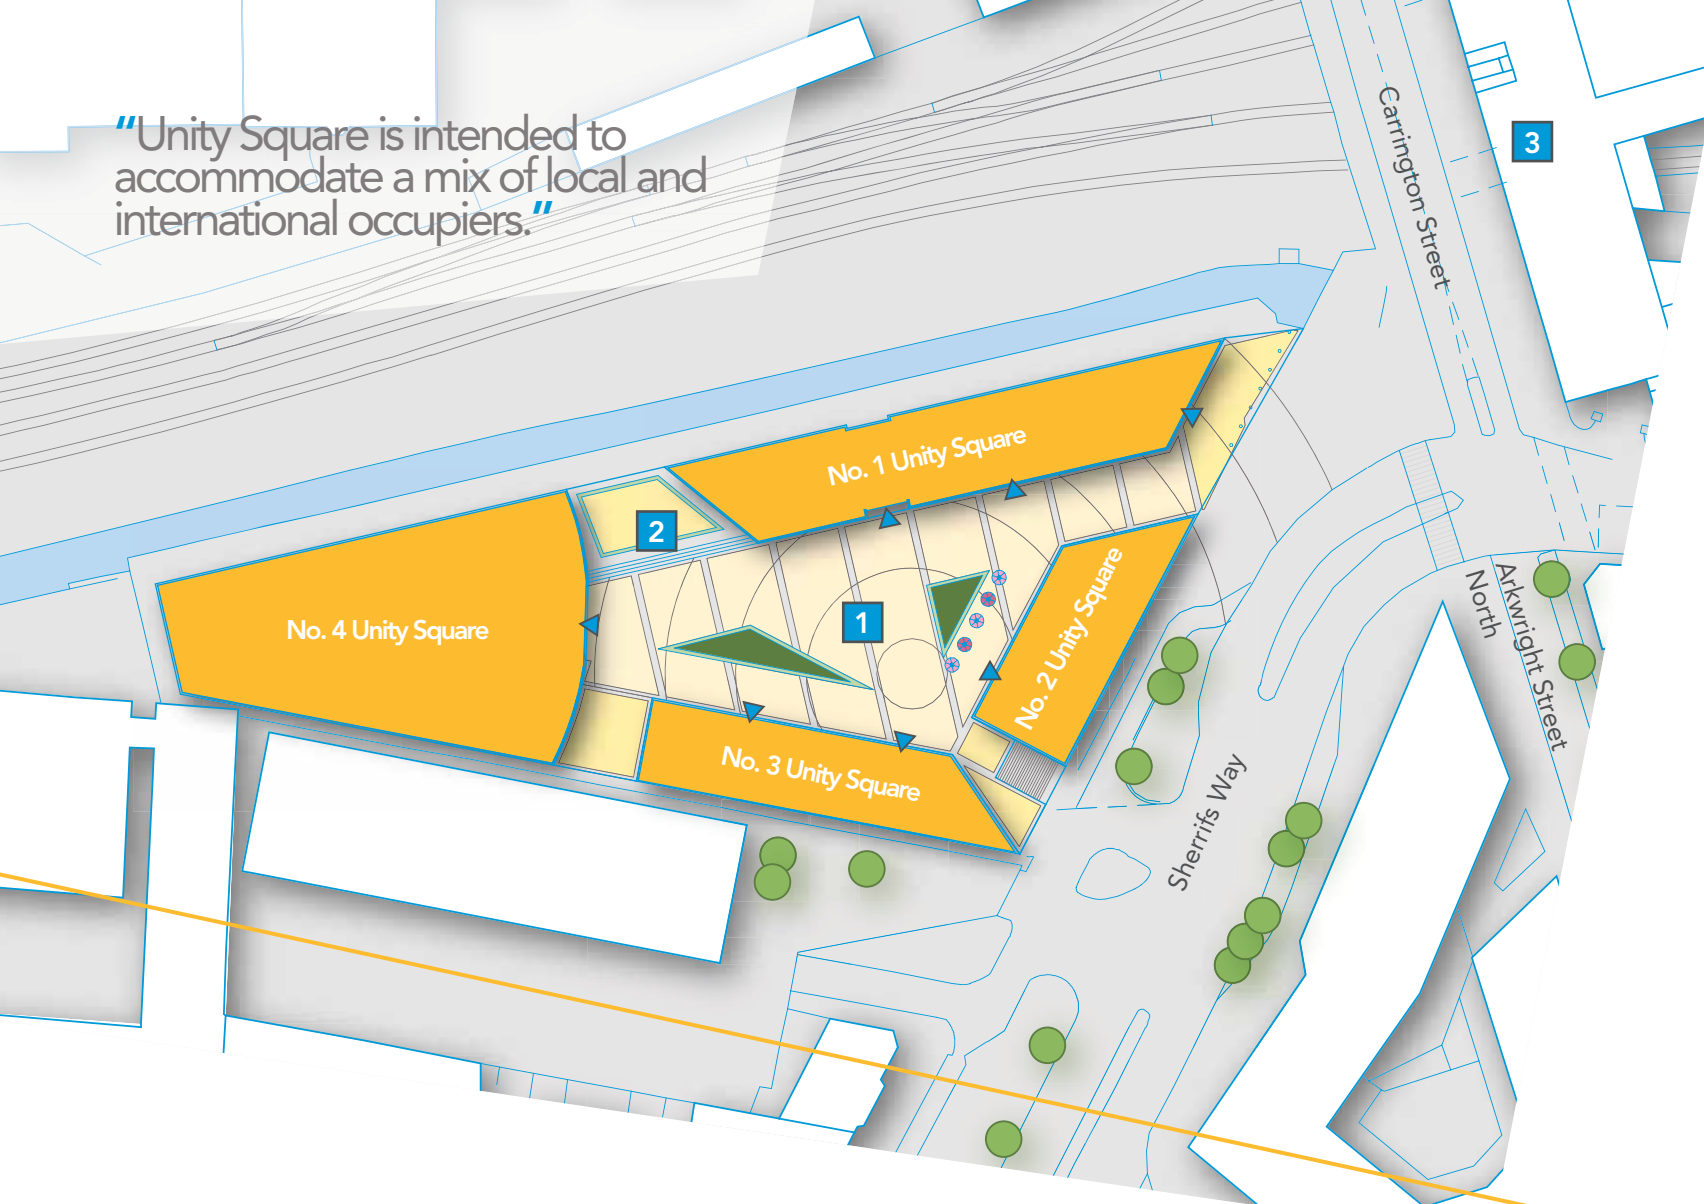 “Unity Square is intended to
accommodate a mix of local and
international occupiers.”
Carrington Street
3
No. 1 Unity Square
2
No. 4 Unity Square
1
No. 2 Unity Square
No. 3 Unity Square
Arkwright Street
North
Sherrifs Way